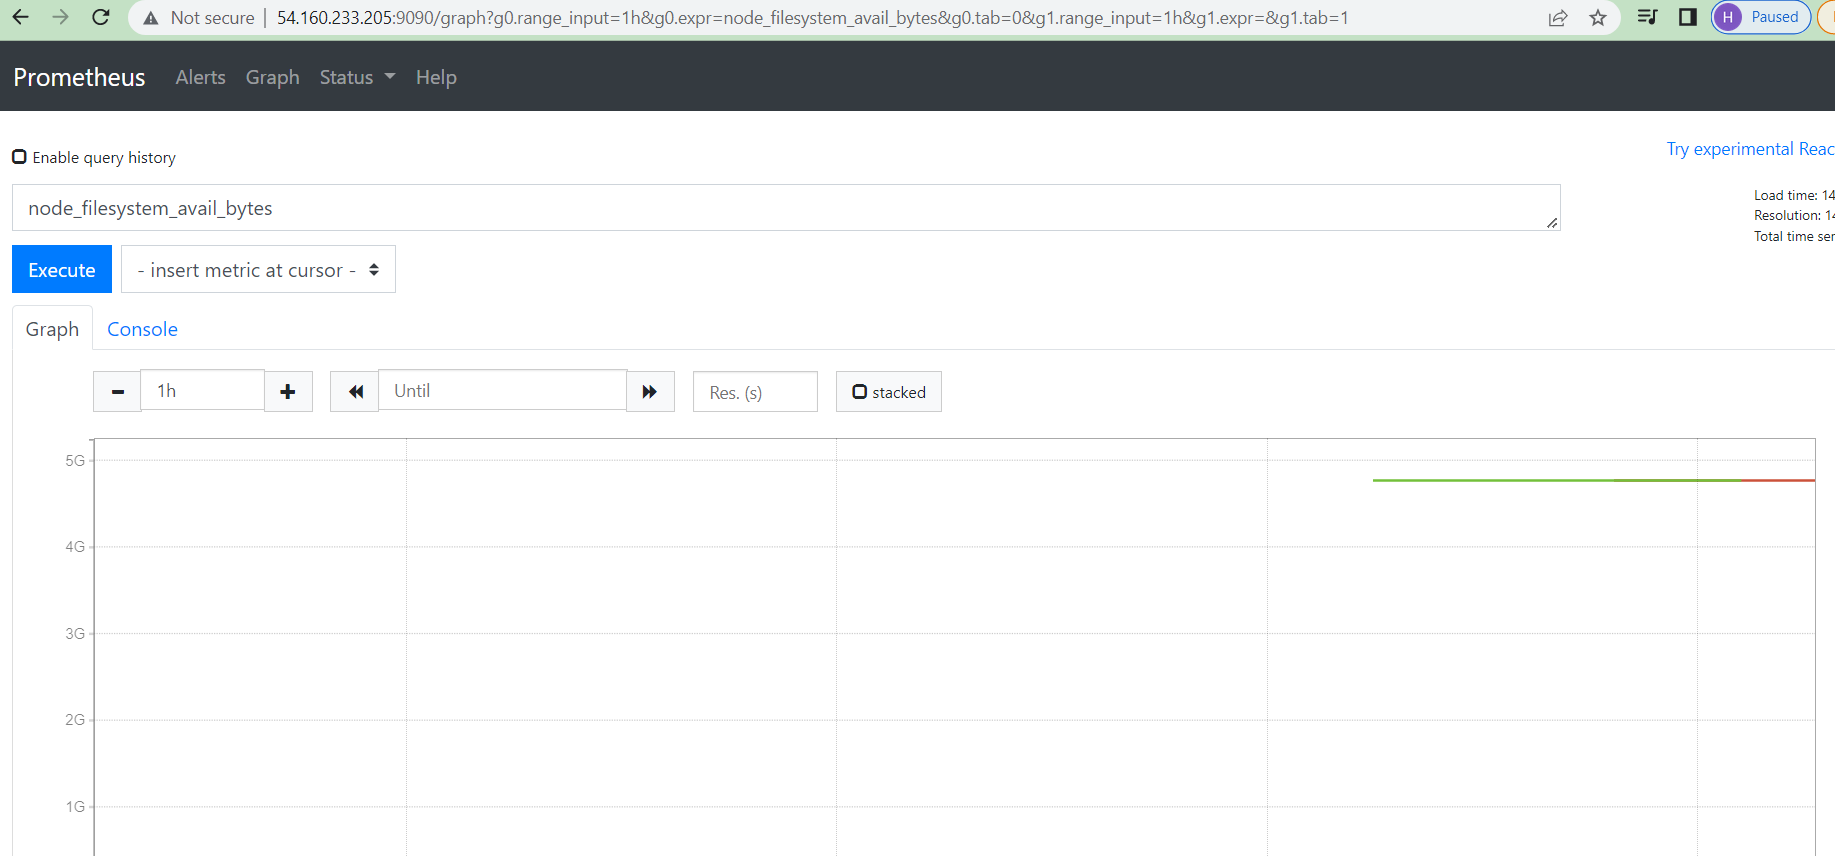 Not secure | 54.160.233.205:9090/graph?g0.range_input=1h&g0.expr=node_filesystem_avail_bytes&g0.tab=0&g1.range_input=1h&g1.expr=&g1.tab=1
H Paused
Prometheus Alerts Graph Status Help
Enable query history
Try experimental Reac
node_filesystem_avail_bytes
Load time: 14
Resolution: 14
Total time ser
Execute - insert metric at cursor -
Graph Console
1h Until Res. (s) stacked
5G
4G
3G
2G
1G